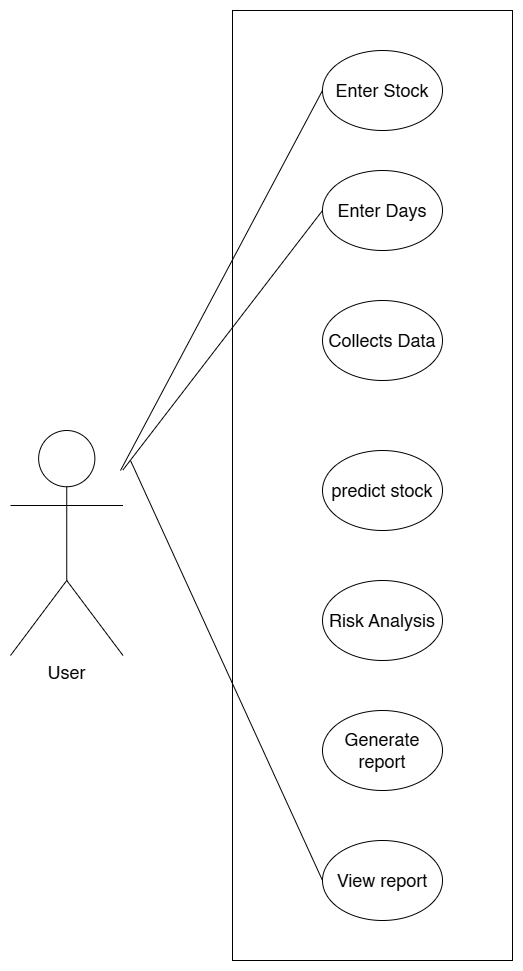 Enter Stock
Enter Days
Collects Data
predict stock
Risk Analysis
User
Generate
report
View report